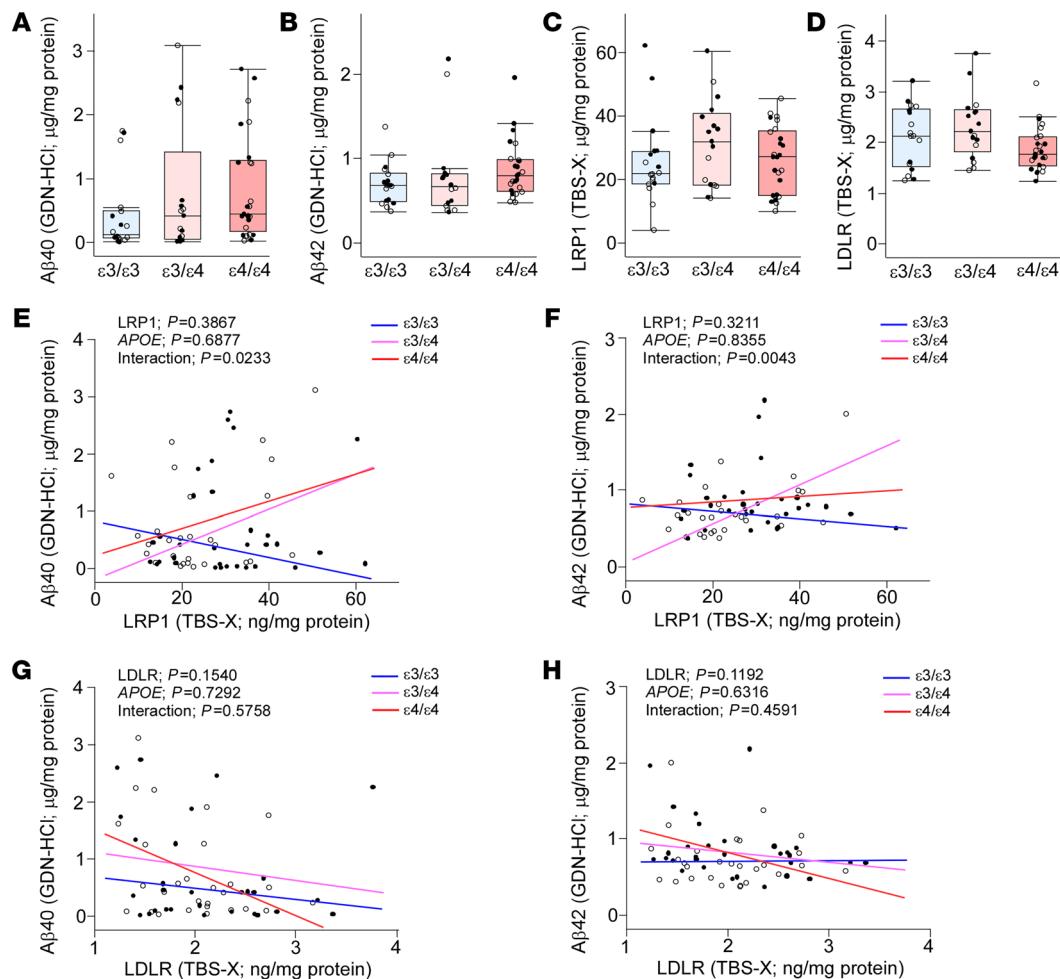 A
Aβ40 (GDN-HCl; μg/mg protein)
3
2
1
0
ε3/ε3 ε3/ε4 ε4/ε4
B
Aβ42 (GDN-HCl; μg/mg protein)
2
1
0
ε3/ε3 ε3/ε4 ε4/ε4
C
LRP1 (TBS-X; μg/mg protein)
60
40
20
0
ε3/ε3 ε3/ε4 ε4/ε4
D
LDLR (TBS-X; μg/mg protein)
4
3
2
1
0
ε3/ε3 ε3/ε4 ε4/ε4
E
LRP1; P=0.3867
APOE; P=0.6877
Interaction; P=0.0233
ε3/ε3
ε3/ε4
ε4/ε4
Aβ40 (GDN-HCl; μg/mg protein)
4
3
2
1
0
0 20 40 60
LRP1 (TBS-X; ng/mg protein)
F
LRP1; P=0.3211
APOE; P=0.8355
Interaction; P=0.0043
ε3/ε3
ε3/ε4
ε4/ε4
Aβ42 (GDN-HCl; μg/mg protein)
3
2
1
0
0 20 40 60
LRP1 (TBS-X; ng/mg protein)
G
LDLR; P=0.1540
APOE; P=0.7292
Interaction; P=0.5758
ε3/ε3
ε3/ε4
ε4/ε4
Aβ40 (GDN-HCl; μg/mg protein)
4
3
2
1
0
1 2 3 4
LDLR (TBS-X; ng/mg protein)
H
LDLR; P=0.1192
APOE; P=0.6316
Interaction; P=0.4591
ε3/ε3
ε3/ε4
ε4/ε4
Aβ42 (GDN-HCl; μg/mg protein)
3
2
1
0
1 2 3 4
LDLR (TBS-X; ng/mg protein)